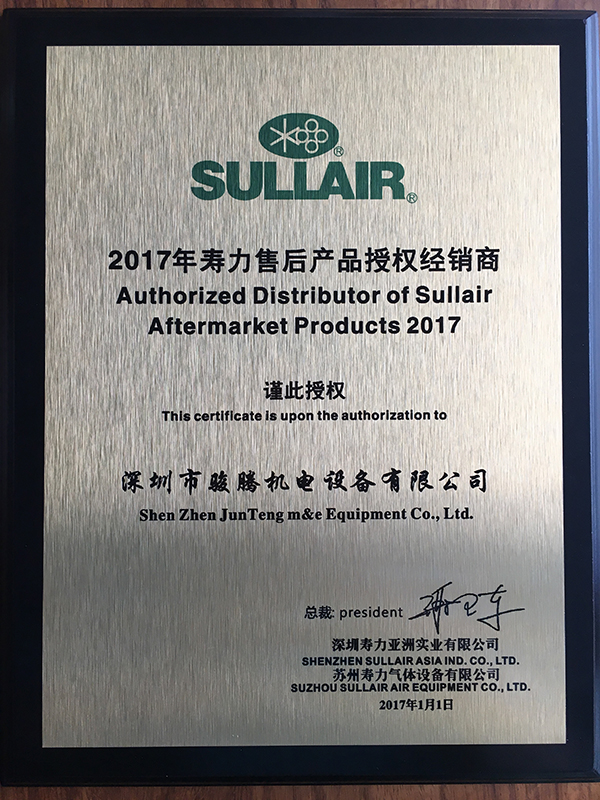 SULLAIR
®
®
2017年寿力售后产品授权经销商
Authorized Distributor of Sullair
Aftermarket Products 2017
谨此授权
This certificate is upon the authorization to
深圳市骏腾机电设备有限公司
Shen Zhen JunTeng m&e Equipment Co., Ltd.
总裁: president
深圳寿力亚洲实业有限公司
SHENZHEN SULLAIR ASIA IND. CO., LTD.
苏州寿力气体设备有限公司
SUZHOU SULLAIR AIR EQUIPMENT CO., LTD.
2017年1月1日